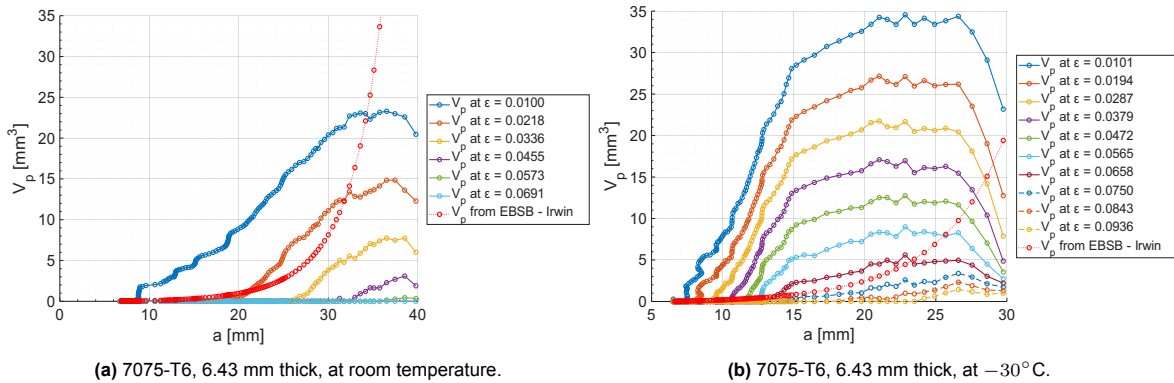 35
30
25
20
15
10
5
0
0
10
20
30
40
a [mm]
V_p [mm³]
V_p at ε = 0.0100
V_p at ε = 0.0218
V_p at ε = 0.0336
V_p at ε = 0.0455
V_p at ε = 0.0573
V_p at ε = 0.0691
V_p from EBSB - Irwin
(a) 7075-T6, 6.43 mm thick, at room temperature.
35
30
25
20
15
10
5
0
5
10
15
20
25
30
a [mm]
V_p [mm³]
V_p at ε = 0.0101
V_p at ε = 0.0194
V_p at ε = 0.0287
V_p at ε = 0.0379
V_p at ε = 0.0472
V_p at ε = 0.0565
V_p at ε = 0.0658
V_p at ε = 0.0750
V_p at ε = 0.0843
V_p at ε = 0.0936
V_p from EBSB - Irwin
(b) 7075-T6, 6.43 mm thick, at −30°C.